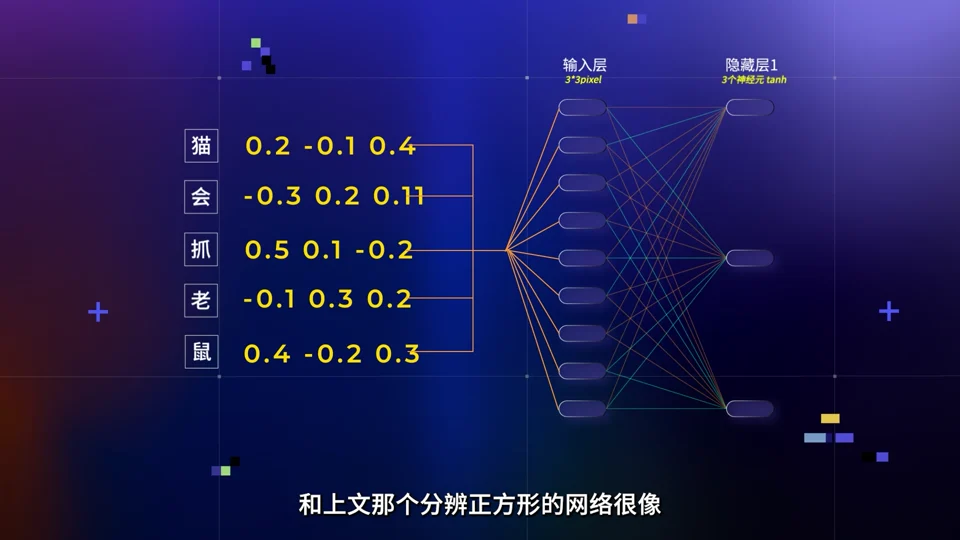 输入层
隐藏层1
3*3pixel
3个神经元 tanh
猫 0.2 -0.1 0.4
会 -0.3 0.2 0.11
抓 0.5 0.1 -0.2
老 -0.1 0.3 0.2
鼠 0.4 -0.2 0.3
和上文那个分辨正方形的网络很像